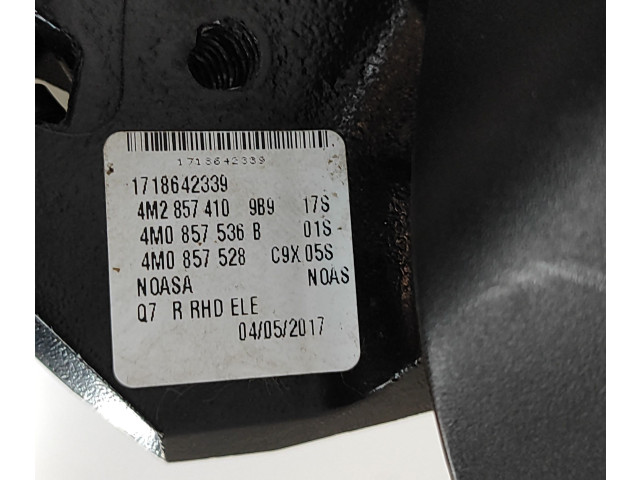 1718642339
1718642339
4M2 857 410 9B9 17S
4M0 857 536 B 01S-
4M0 857 528 C9X 05S
NOASA NOAS
Q7 R RHD ELE
04/05/2017